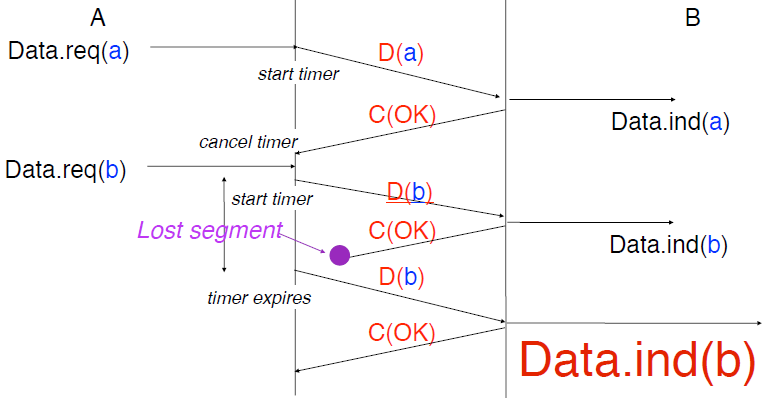 A
B
Data.req(a)
D(a)
start timer
C(OK)
Data.ind(a)
cancel timer
Data.req(b)
start timer
D(b)
Lost segment
C(OK)
Data.ind(b)
D(b)
timer expires
C(OK)
Data.ind(b)